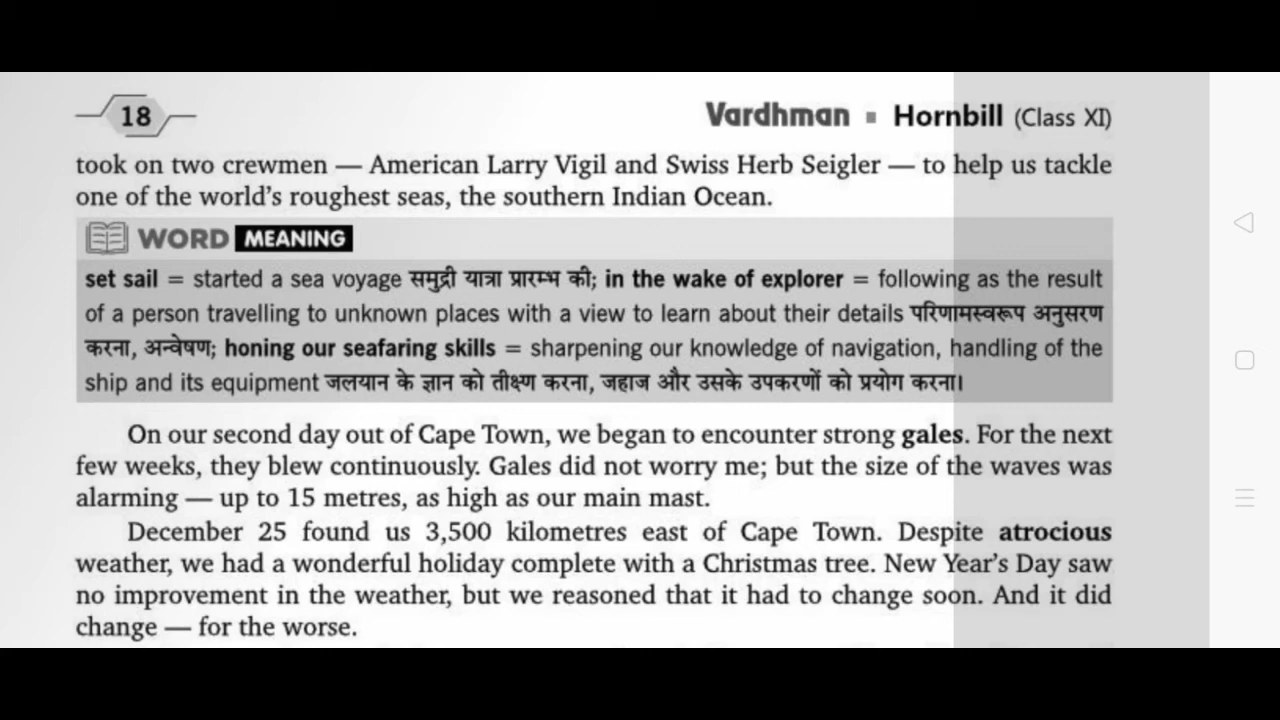 18
Vardhman ▪ Hornbill (Class XI)
took on two crewmen — American Larry Vigil and Swiss Herb Seigler — to help us tackle
one of the world's roughest seas, the southern Indian Ocean.
WORD MEANING
set sail = started a sea voyage समुद्री यात्रा प्रारम्भ की; in the wake of explorer = following as the result
of a person travelling to unknown places with a view to learn about their details परिणामस्वरूप अनुसरण
करना, अन्वेषण; honing our seafaring skills = sharpening our knowledge of navigation, handling of the
ship and its equipment जलयान के ज्ञान को तीक्ष्ण करना, जहाज और उसके उपकरणों को प्रयोग करना।
On our second day out of Cape Town, we began to encounter strong gales. For the next
few weeks, they blew continuously. Gales did not worry me; but the size of the waves was
alarming — up to 15 metres, as high as our main mast.
December 25 found us 3,500 kilometres east of Cape Town. Despite atrocious
weather, we had a wonderful holiday complete with a Christmas tree. New Year's Day saw
no improvement in the weather, but we reasoned that it had to change soon. And it did
change — for the worse.